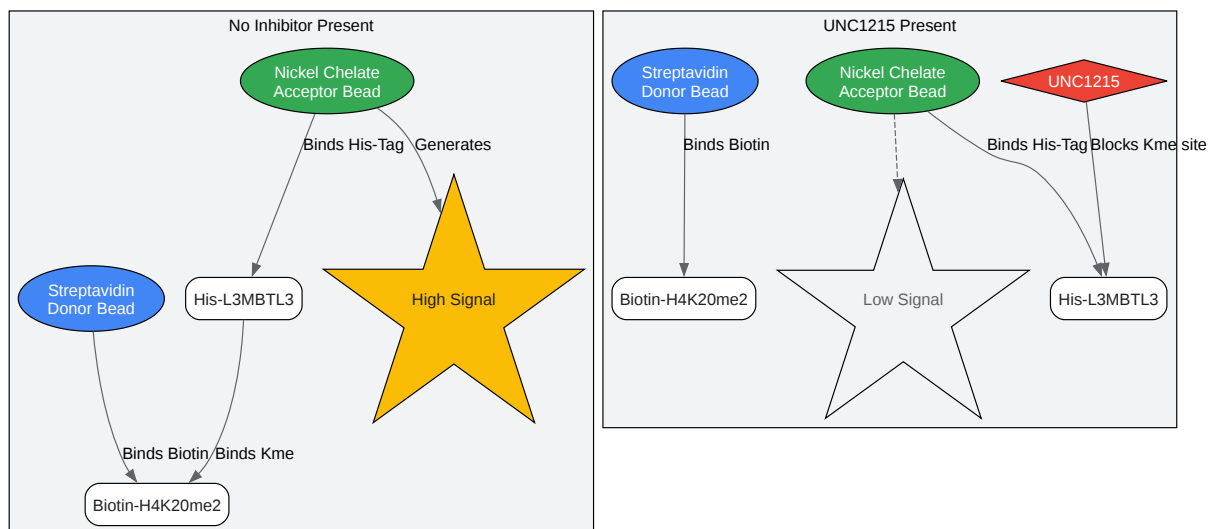 No Inhibitor Present
Nickel Chelate
Acceptor Bead
Binds His-Tag
Generates
Streptavidin
Donor Bead
His-L3MBTL3
High Signal
Binds Biotin
Binds Kme
Biotin-H4K20me2
UNC1215 Present
Streptavidin
Donor Bead
Nickel Chelate
Acceptor Bead
UNC1215
Binds Biotin
Binds His-Tag
Blocks Kme site
Biotin-H4K20me2
Low Signal
His-L3MBTL3